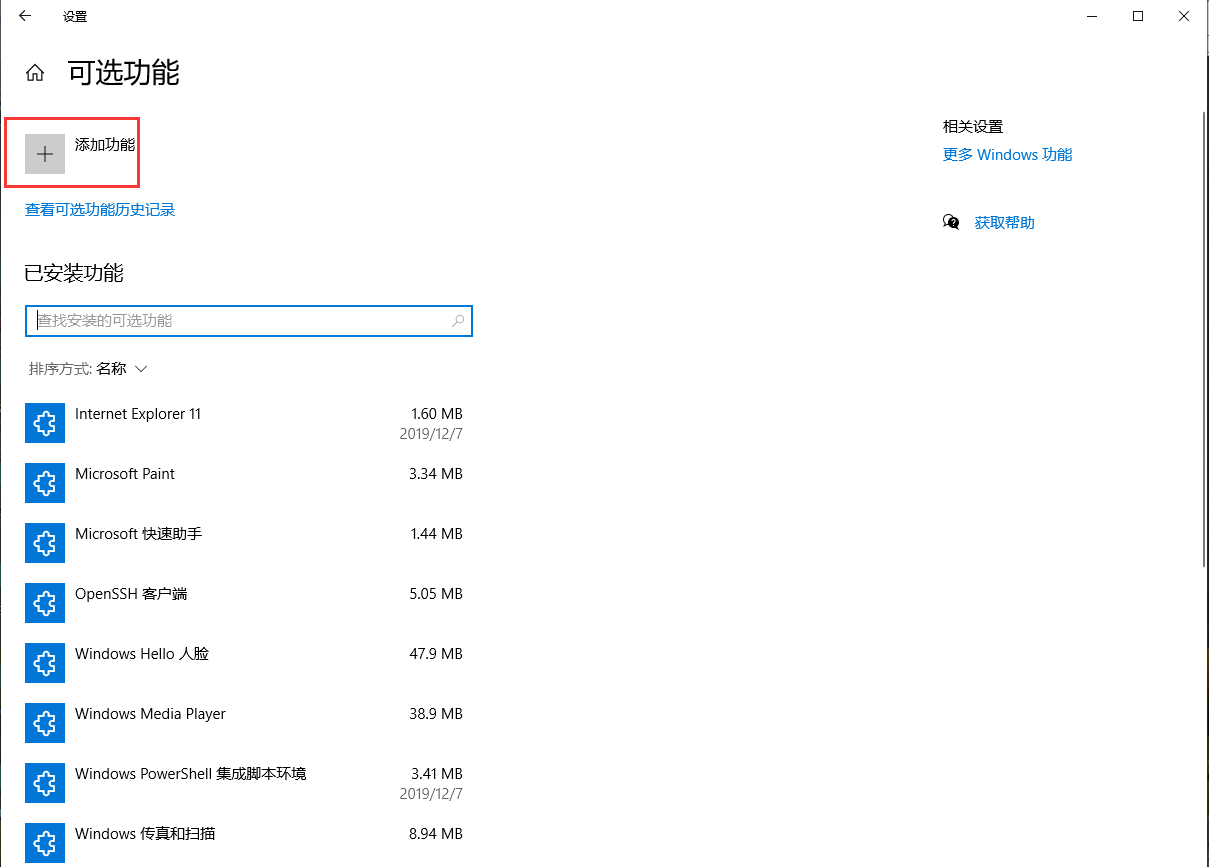 设置
可选功能
添加功能
查看可选功能历史记录
已安装功能
查找安装的可选功能
排序方式: 名称
Internet Explorer 11 1.60 MB
2019/12/7
Microsoft Paint 3.34 MB
Microsoft 快速助手 1.44 MB
OpenSSH 客户端 5.05 MB
Windows Hello 人脸 47.9 MB
Windows Media Player 38.9 MB
Windows PowerShell 集成脚本环境 3.41 MB
2019/12/7
Windows 传真和扫描 8.94 MB
相关设置
更多 Windows 功能
获取帮助